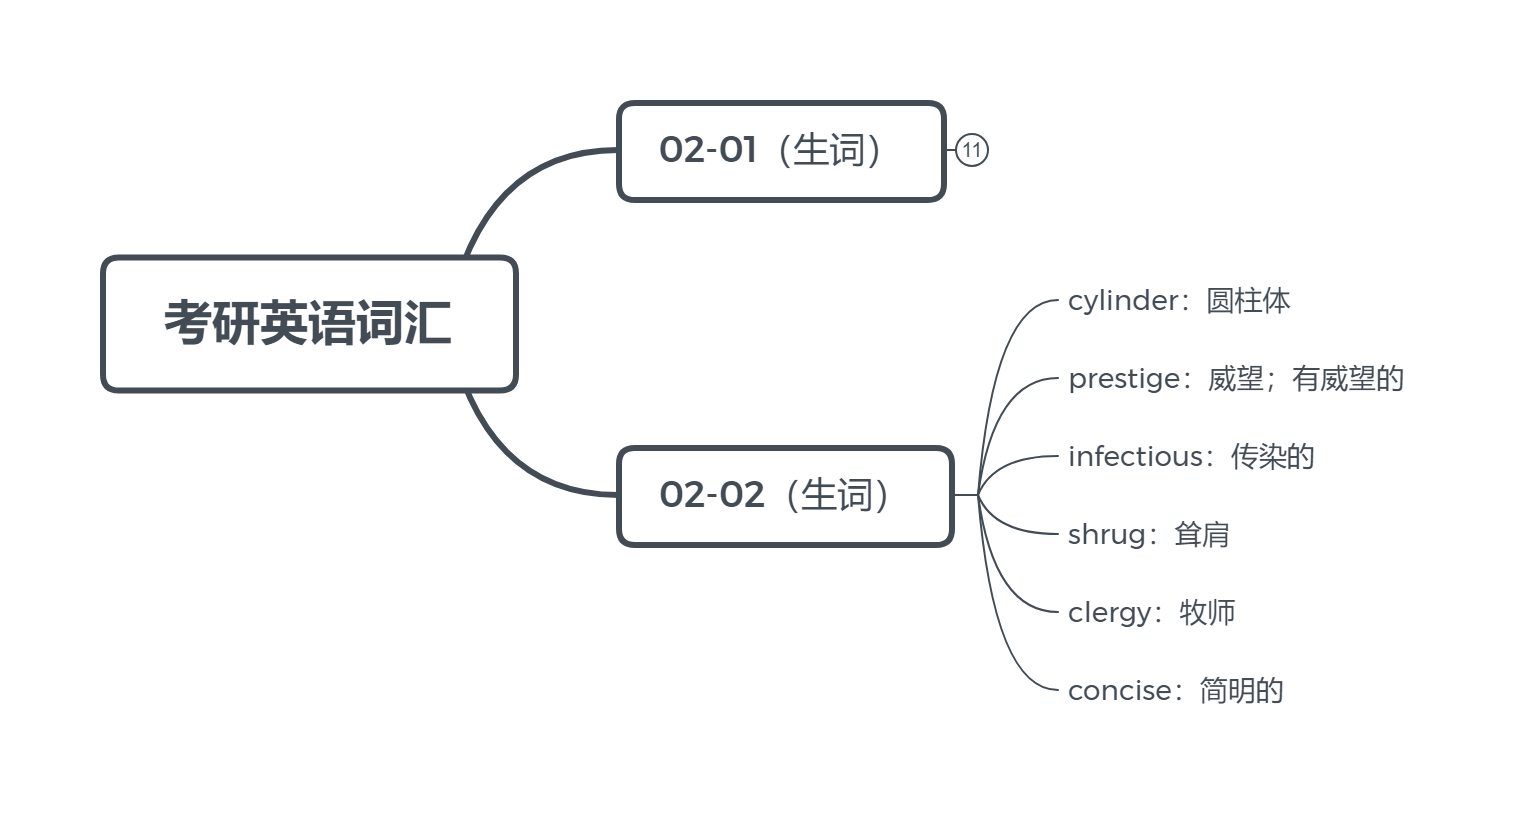 考研英语词汇
02-01（生词）
11
02-02（生词）
cylinder：圆柱体
prestige：威望；有威望的
infectious：传染的
shrug：耸肩
clergy：牧师
concise：简明的